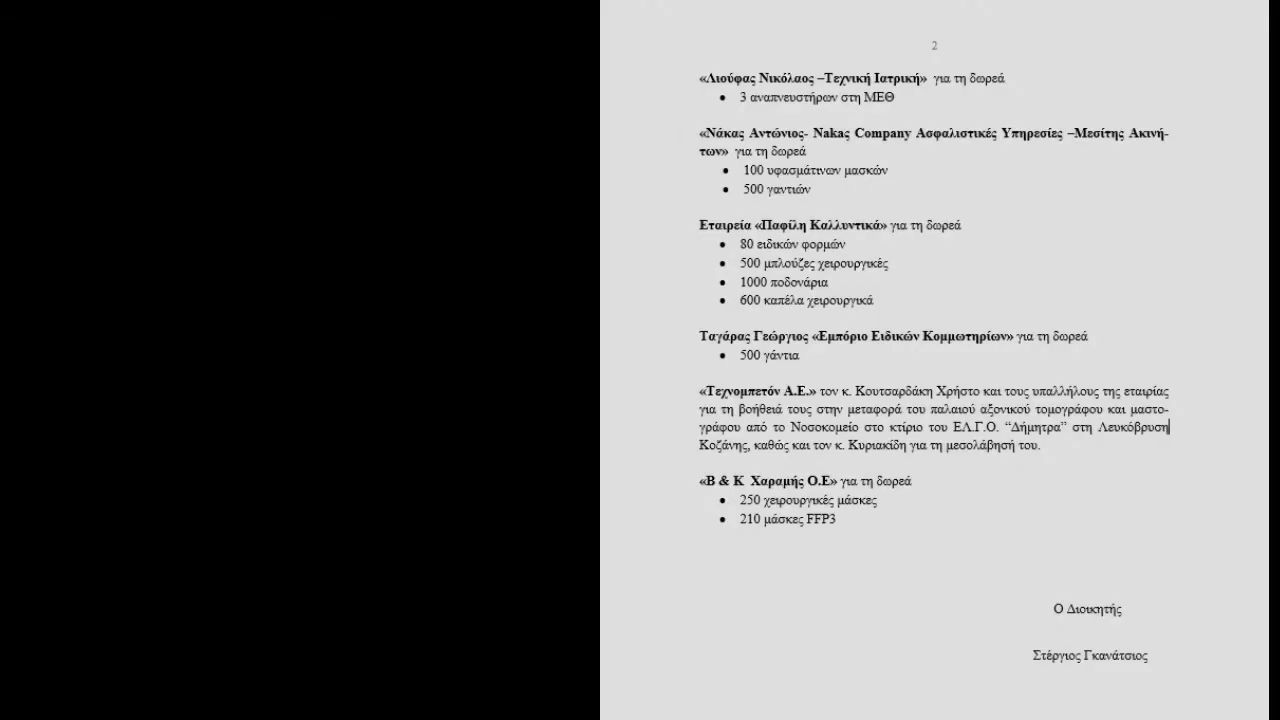 2
«Λιούφας Νικόλαος –Τεχνική Ιατρική»  για τη δωρεά
• 3 αναπνευστήρων στη ΜΕΘ
«Νάκας Αντώνιος- Nakaς Company Ασφαλιστικές Υπηρεσίες –Μεσίτης Ακινή-
των»  για τη δωρεά
• 100 υφασμάτινων μασκών
• 500 γαντιών
Εταιρεία «Παφίλη Καλλυντικά» για τη δωρεά
• 80 ειδικών φορμών
• 500 μπλούζες χειρουργικές
• 1000 ποδονάρια
• 600 καπέλα χειρουργικά
Ταγάρας Γεώργιος «Εμπόριο Ειδικών Κομμωτηρίων» για τη δωρεά
• 500 γάντια
«Τεχνομπετόν Α.Ε.» τον κ. Κουτσαρδάκη Χρήστο και τους υπαλλήλους της εταιρίας
για τη βοήθειά τους στην μεταφορά του παλαιού αξονικού τομογράφου και μαστο-
γράφου από το Νοσοκομείο στο κτίριο του ΕΛ.Γ.Ο. “Δήμητρα” στη Λευκόβρυση
Κοζάνης, καθώς και τον κ. Κυριακίδη για τη μεσολάβησή του.
«Β & Κ  Χαραμής Ο.Ε» για τη δωρεά
• 250 χειρουργικές μάσκες
• 210 μάσκες FFP3
Ο Διοικητής
Στέργιος Γκανάτσιος